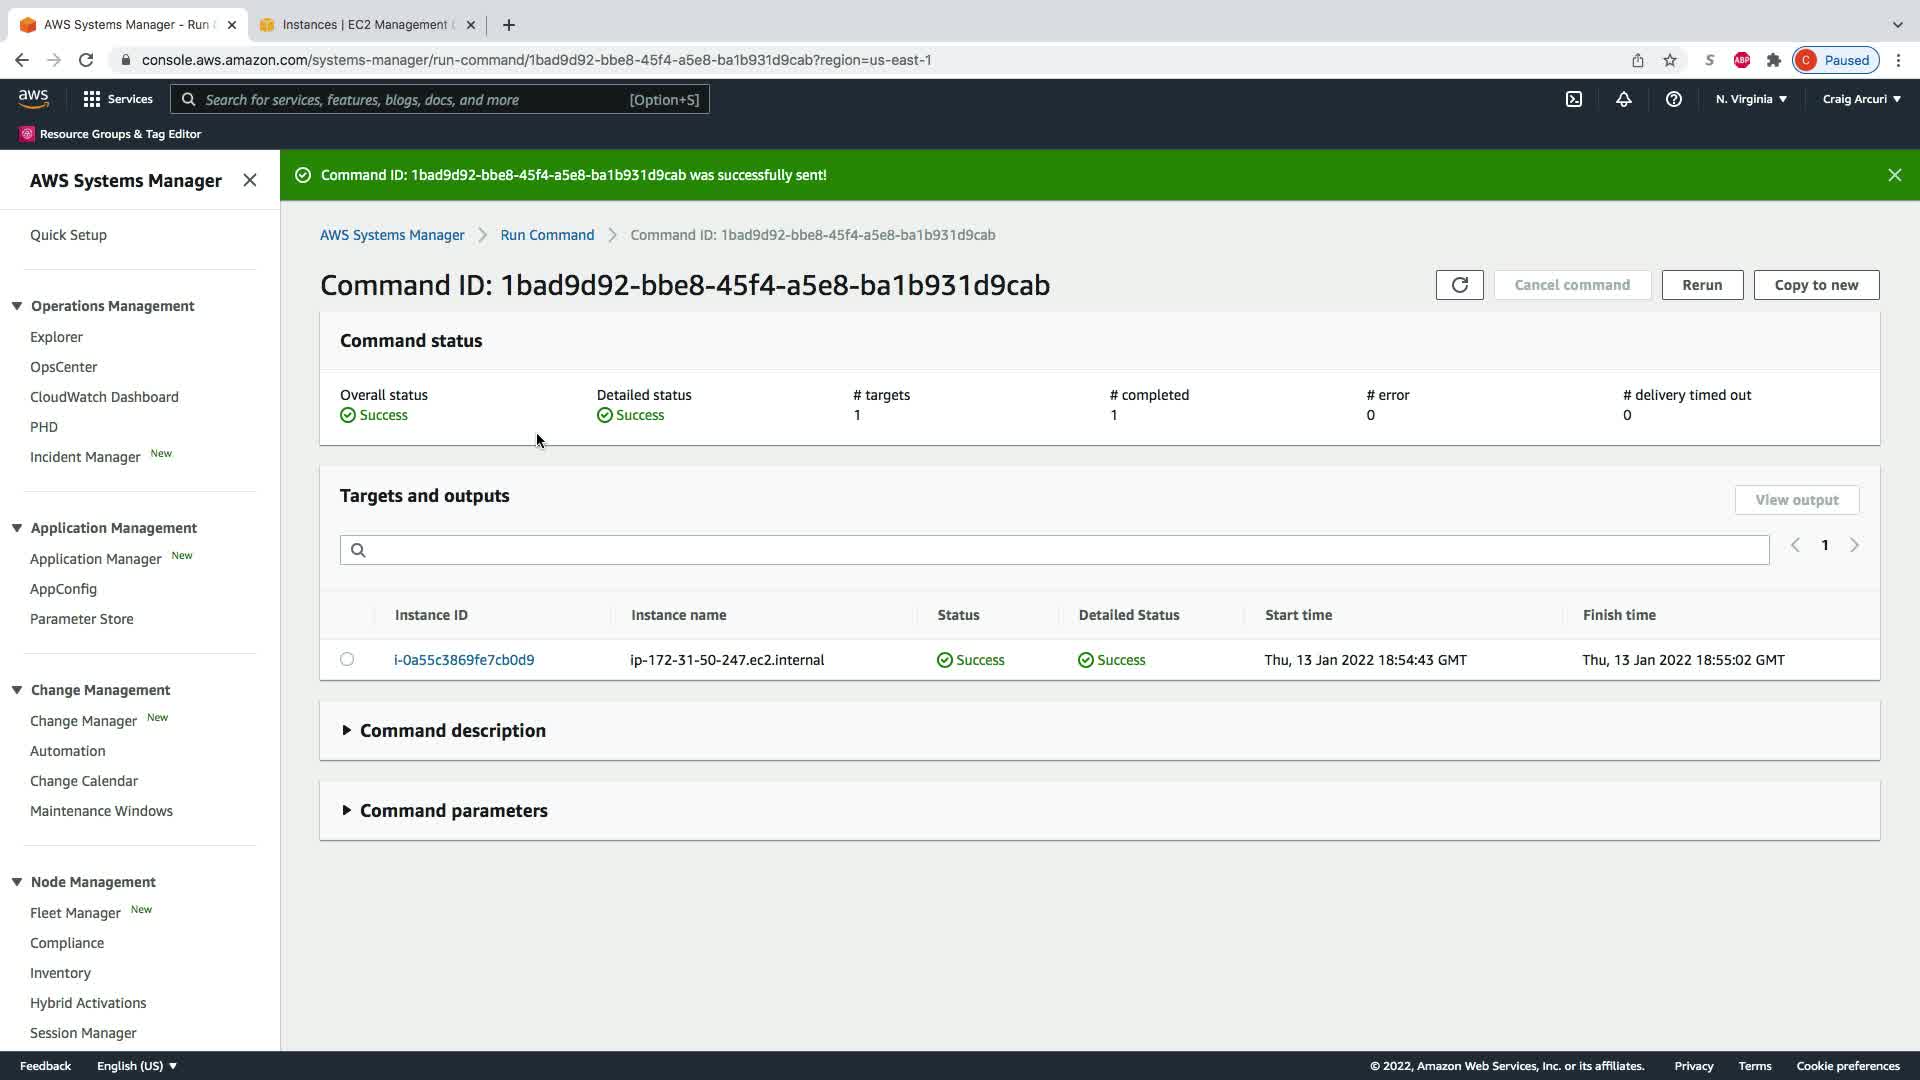 AWS Systems Manager - Run
Instances | EC2 Management
console.aws.amazon.com/systems-manager/run-command/1bad9d92-bbe8-45f4-a5e8-ba1b931d9cab?region=us-east-1
S
ABP
C Paused
aws
Services
Search for services, features, blogs, docs, and more [Option+S]
N. Virginia
Craig Arcuri
Resource Groups & Tag Editor
AWS Systems Manager
Quick Setup
Operations Management
Explorer
OpsCenter
CloudWatch Dashboard
PHD
Incident Manager New
Application Management
Application Manager New
AppConfig
Parameter Store
Change Management
Change Manager New
Automation
Change Calendar
Maintenance Windows
Node Management
Fleet Manager New
Compliance
Inventory
Hybrid Activations
Session Manager
Command ID: 1bad9d92-bbe8-45f4-a5e8-ba1b931d9cab was successfully sent!
AWS Systems Manager
Run Command
Command ID: 1bad9d92-bbe8-45f4-a5e8-ba1b931d9cab
Command ID: 1bad9d92-bbe8-45f4-a5e8-ba1b931d9cab
Cancel command
Rerun
Copy to new
Command status
Overall status
Success
Detailed status
Success
# targets
1
# completed
1
# error
0
# delivery timed out
0
Targets and outputs
View output
1
Instance ID Instance name Status Detailed Status Start time Finish time
i-0a55c3869fe7cb0d9 ip-172-31-50-247.ec2.internal Success Success Thu, 13 Jan 2022 18:54:43 GMT Thu, 13 Jan 2022 18:55:02 GMT
Command description
Command parameters
Feedback
English (US)
© 2022, Amazon Web Services, Inc. or its affiliates.
Privacy
Terms
Cookie preferences